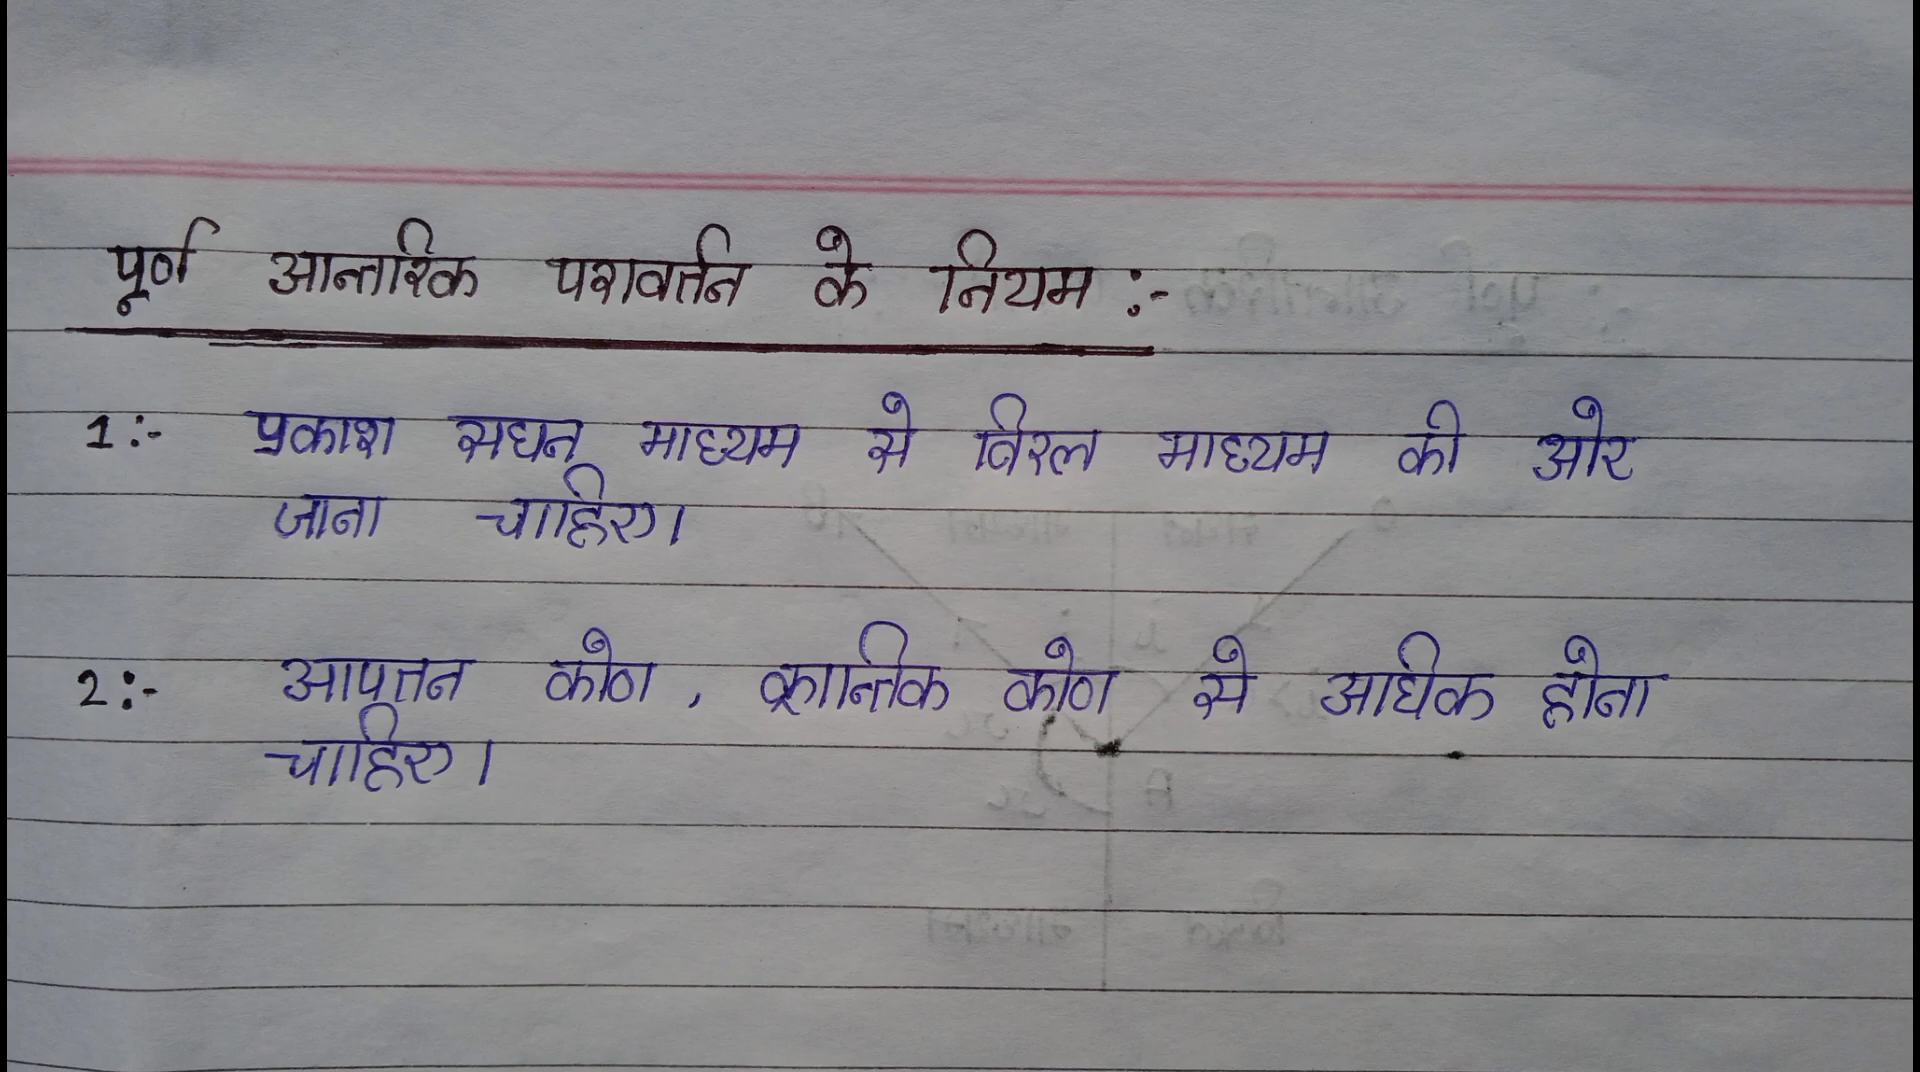 पूर्ण आन्तरिक परावर्तन के नियम :-
1:- प्रकाश सघन माध्यम से विरल माध्यम की ओर
जाना चाहिए।
2:- आपतन कोण , क्रान्तिक कोण से अधिक होना
चाहिए।